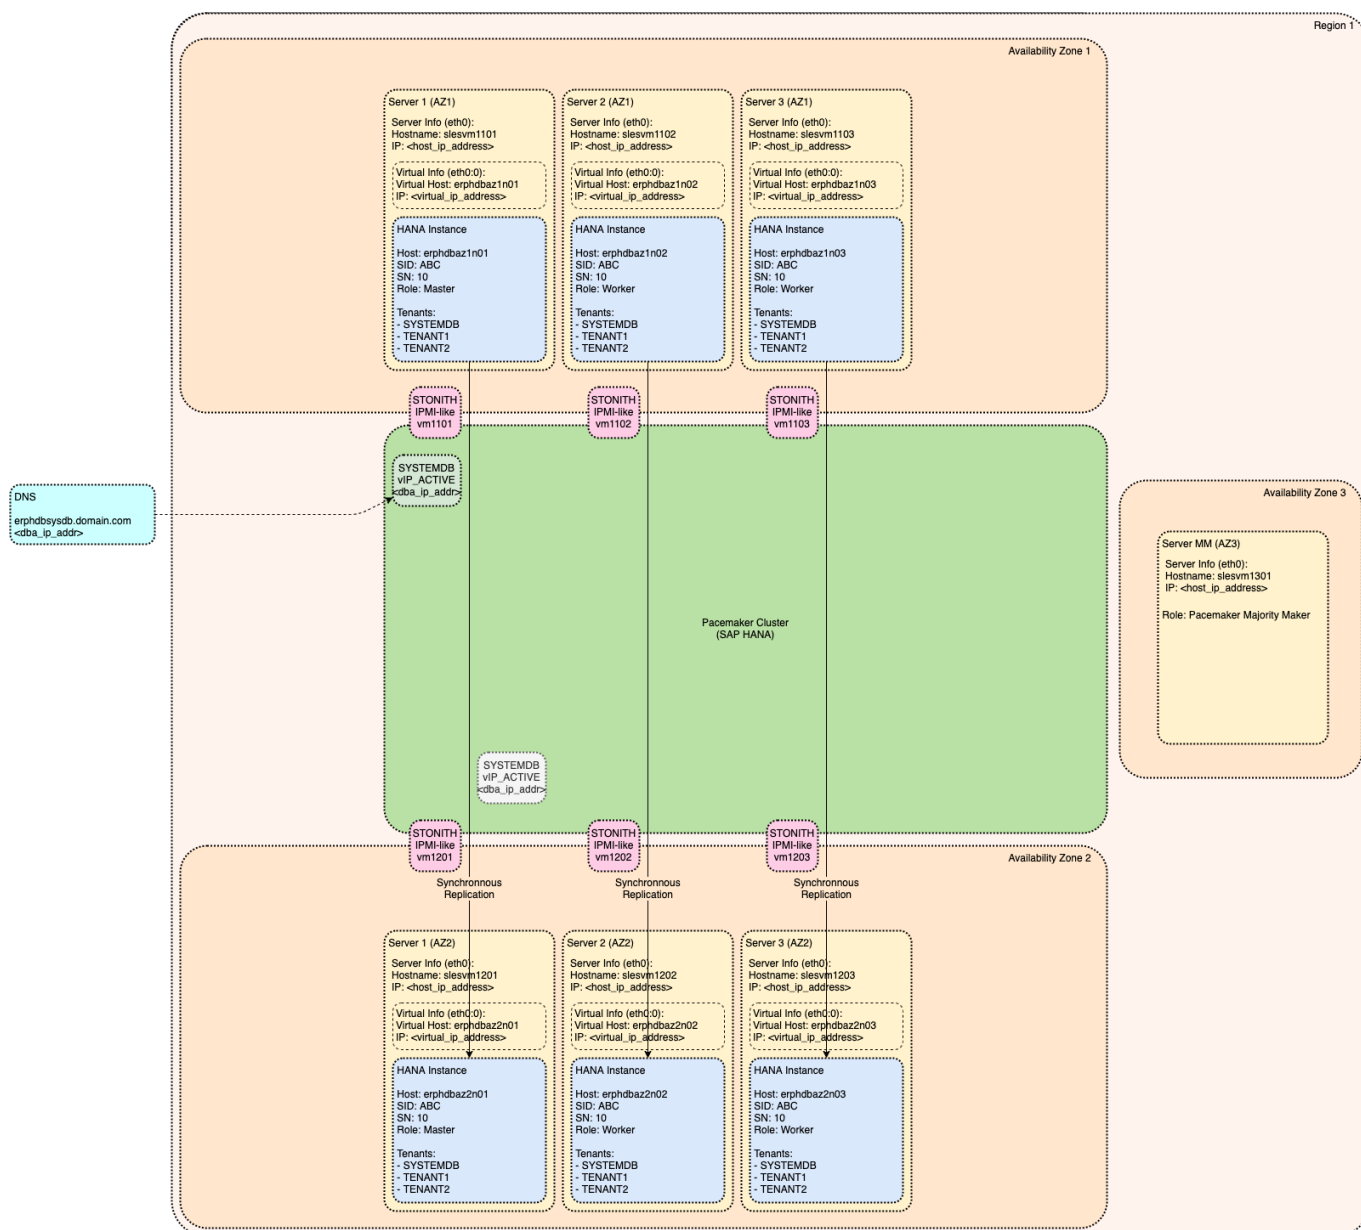 Region 1
Availability Zone 1
Server 1 (AZ1)
Server Info (eth0):
Hostname: slesvm1101
IP: <host_ip_address>
Virtual Info (eth0:0):
Virtual Host: erphdbaz1n01
IP: <virtual_ip_address>
HANA Instance
Host: erphdbaz1n01
SID: ABC
SN: 10
Role: Master
Tenants:
- SYSTEMDB
- TENANT1
- TENANT2
Server 2 (AZ1)
Server Info (eth0):
Hostname: slesvm1102
IP: <host_ip_address>
Virtual Info (eth0:0):
Virtual Host: erphdbaz1n02
IP: <virtual_ip_address>
HANA Instance
Host: erphdbaz1n02
SID: ABC
SN: 10
Role: Worker
Tenants:
- SYSTEMDB
- TENANT1
- TENANT2
Server 3 (AZ1)
Server Info (eth0):
Hostname: slesvm1103
IP: <host_ip_address>
Virtual Info (eth0:0):
Virtual Host: erphdbaz1n03
IP: <virtual_ip_address>
HANA Instance
Host: erphdbaz1n03
SID: ABC
SN: 10
Role: Worker
Tenants:
- SYSTEMDB
- TENANT1
- TENANT2
STONITH
IPMI-like
vm1101
STONITH
IPMI-like
vm1102
STONITH
IPMI-like
vm1103
SYSTEMDB
vIP_ACTIVE
<dba_ip_addr>
DNS
erphdbsysdb.domain.com
<dba_ip_addr>
Availability Zone 3
Server MM (AZ3)
Server Info (eth0):
Hostname: slesvm1301
IP: <host_ip_address>
Role: Pacemaker Majority Maker
Pacemaker Cluster
(SAP HANA)
SYSTEMDB
vIP_ACTIVE
<dba_ip_addr>
STONITH
IPMI-like
vm1201
STONITH
IPMI-like
vm1202
STONITH
IPMI-like
vm1203
Availability Zone 2
Synchronnous
Replication
Synchronnous
Replication
Synchronnous
Replication
Server 1 (AZ2)
Server Info (eth0):
Hostname: slesvm1201
IP: <host_ip_address>
Virtual Info (eth0:0):
Virtual Host: erphdbaz2n01
IP: <virtual_ip_address>
HANA Instance
Host: erphdbaz2n01
SID: ABC
SN: 10
Role: Master
Tenants:
- SYSTEMDB
- TENANT1
- TENANT2
Server 2 (AZ2)
Server Info (eth0):
Hostname: slesvm1202
IP: <host_ip_address>
Virtual Info (eth0:0):
Virtual Host: erphdbaz2n02
IP: <virtual_ip_address>
HANA Instance
Host: erphdbaz2n02
SID: ABC
SN: 10
Role: Worker
Tenants:
- SYSTEMDB
- TENANT1
- TENANT2
Server 3 (AZ2)
Server Info (eth0):
Hostname: slesvm1203
IP: <host_ip_address>
Virtual Info (eth0:0):
Virtual Host: erphdbaz2n03
IP: <virtual_ip_address>
HANA Instance
Host: erphdbaz2n03
SID: ABC
SN: 10
Role: Worker
Tenants:
- SYSTEMDB
- TENANT1
- TENANT2